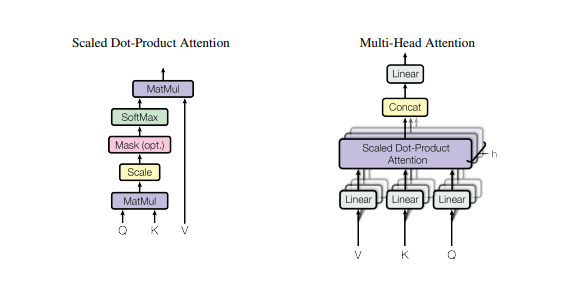 Scaled Dot-Product Attention
MatMul
SoftMax
Mask (opt.)
Scale
MatMul
Q K V
Multi-Head Attention
Linear
Concat
Scaled Dot-Product
Attention
h
Linear Linear Linear
V K Q